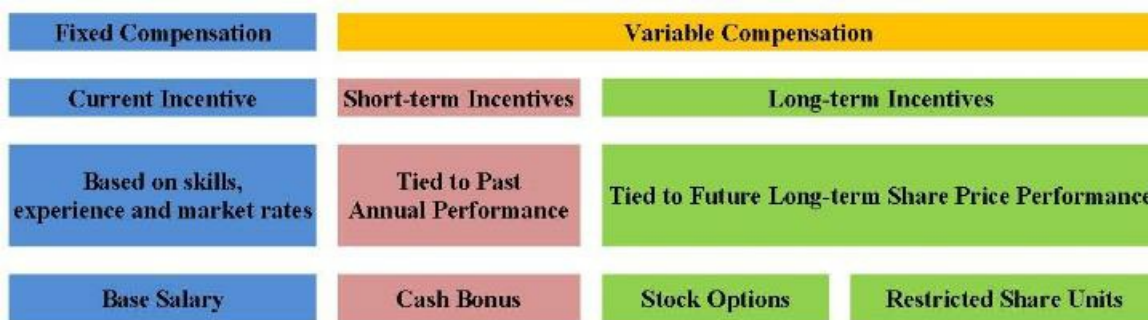 Fixed Compensation
Variable Compensation
Current Incentive
Short-term Incentives
Long-term Incentives
Based on skills,
experience and market rates
Tied to Past
Annual Performance
Tied to Future Long-term Share Price Performance
Base Salary
Cash Bonus
Stock Options
Restricted Share Units